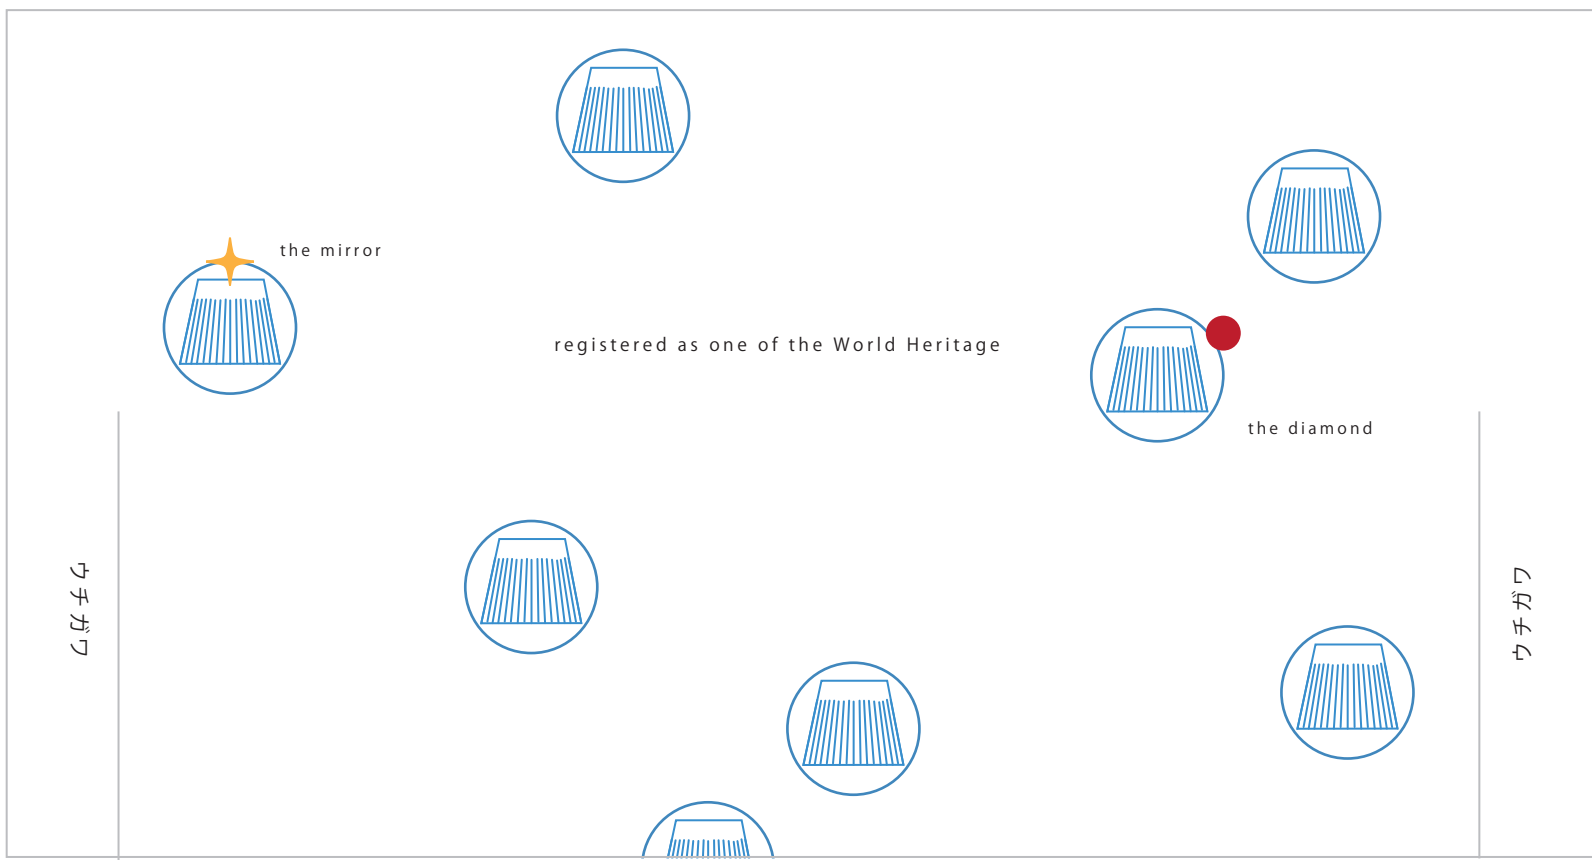 the mirror
registered as one of the World Heritage
the diamond
ウチガワ
ウチガワ